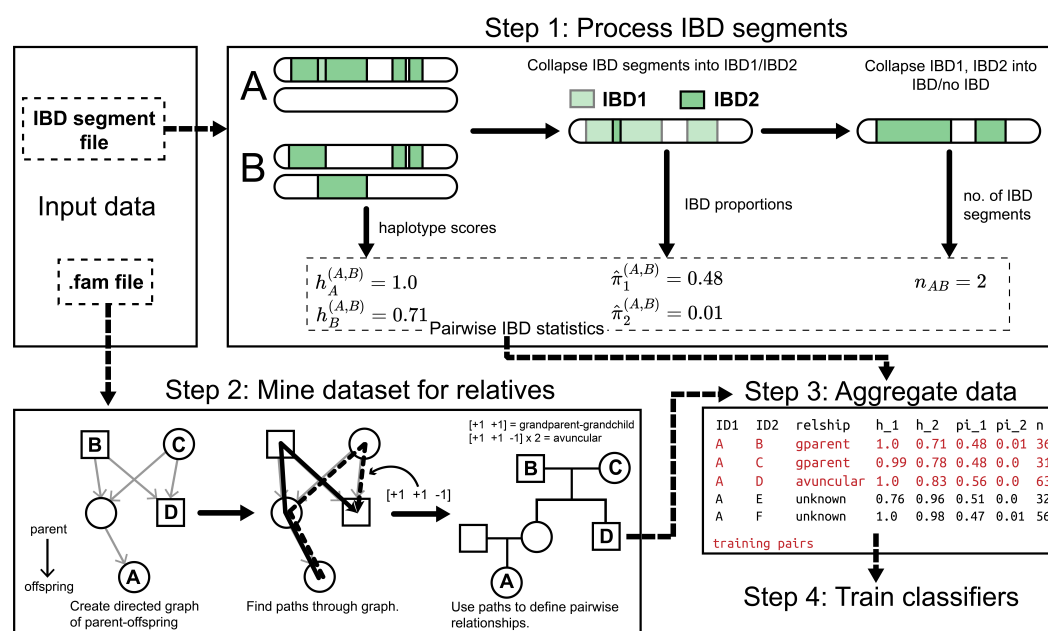 Step 1: Process IBD segments
IBD segment
file
Input data
.fam file
A
B
Collapse IBD segments into IBD1/IBD2
IBD1
IBD2
Collapse IBD1, IBD2 into
IBD/no IBD
haplotype scores
IBD proportions
no. of IBD
segments
h_A^{(A,B)} = 1.0
h_B^{(A,B)} = 0.71
π̂_1^{(A,B)} = 0.48
π̂_2^{(A,B)} = 0.01
n_{AB} = 2
Pairwise IBD statistics
Step 2: Mine dataset for relatives
B
C
D
A
parent
offspring
Create directed graph
of parent-offspring
[+1 +1 -1]
Find paths through graph.
[+1 +1] = grandparent-grandchild
[+1 +1 -1] x 2 = avuncular
B
C
D
A
Use paths to define pairwise
relationships.
Step 3: Aggregate data
ID1 ID2 relship h_1 h_2 pi_1 pi_2 n
A B gparent 1.0 0.71 0.48 0.01 36
A C gparent 0.99 0.78 0.48 0.0 31
A D avuncular 1.0 0.83 0.56 0.0 63
A E unknown 0.76 0.96 0.51 0.0 32
A F unknown 1.0 0.98 0.47 0.01 56
training pairs
Step 4: Train classifiers